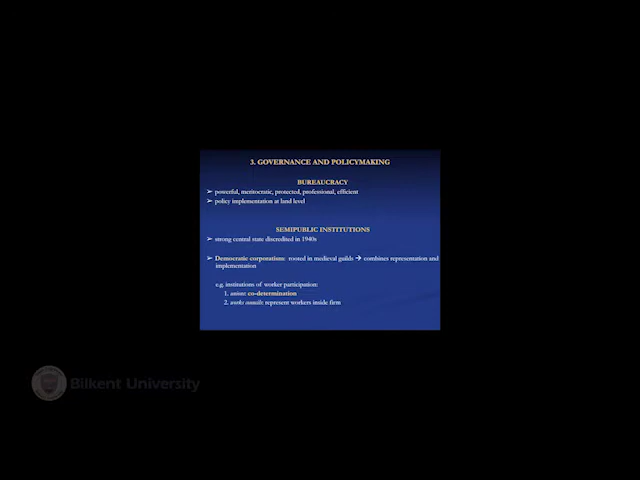 3. GOVERNANCE AND POLICYMAKING
BUREAUCRACY
➢ powerful, meritocratic, protected, professional, efficient
➢ policy implementation at land level
SEMIPUBLIC INSTITUTIONS
➢ strong central state discredited in 1940s
➢ Democratic corporatism: rooted in medieval guilds → combines representation and
implementation
e.g. institutions of worker participation:
1. unions: co-determination
2. works councils: represent workers inside firm
Bilkent University